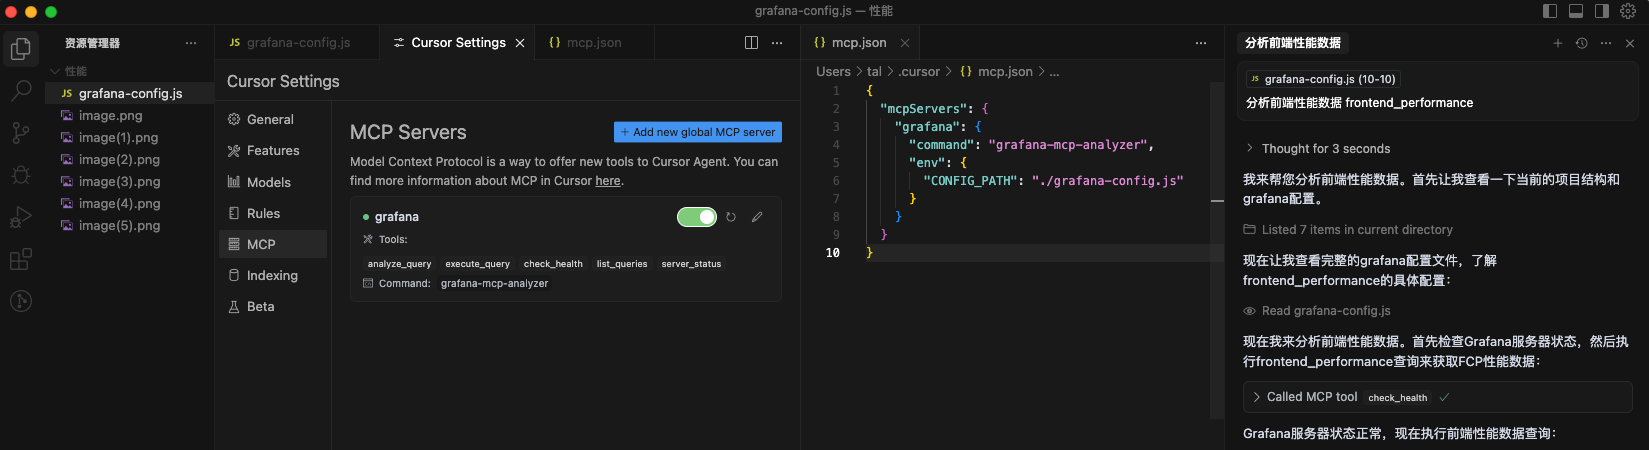 grafana-config.js — 性能
资源管理器
性能
grafana-config.js
image.png
image(1).png
image(2).png
image(3).png
image(4).png
image(5).png
grafana-config.js
Cursor Settings
mcp.json
Cursor Settings
General
Features
Models
Rules
MCP
Indexing
Beta
MCP Servers
+ Add new global MCP server
Model Context Protocol is a way to offer new tools to Cursor Agent. You can
find more information about MCP in Cursor here.
grafana
Tools:
analyze_query execute_query check_health list_queries server_status
Command: grafana-mcp-analyzer
mcp.json
Users > tal > .cursor > {} mcp.json > ...
1 {
2 "mcpServers": {
3 "grafana": {
4 "command": "grafana-mcp-analyzer",
5 "env": {
6 "CONFIG_PATH": "./grafana-config.js"
7 }
8 }
9 }
10 }
分析前端性能数据
JS grafana-config.js (10-10)
分析前端性能数据 frontend_performance
Thought for 3 seconds
我来帮您分析前端性能数据。首先让我查看一下当前的项目结构和
grafana配置。
Listed 7 items in current directory
现在让我查看完整的grafana配置文件，了解
frontend_performance的具体配置：
Read grafana-config.js
现在我来分析前端性能数据。首先检查Grafana服务器状态，然后执
行frontend_performance查询来获取FCP性能数据：
Called MCP tool check_health
Grafana服务器状态正常，现在执行前端性能数据查询：